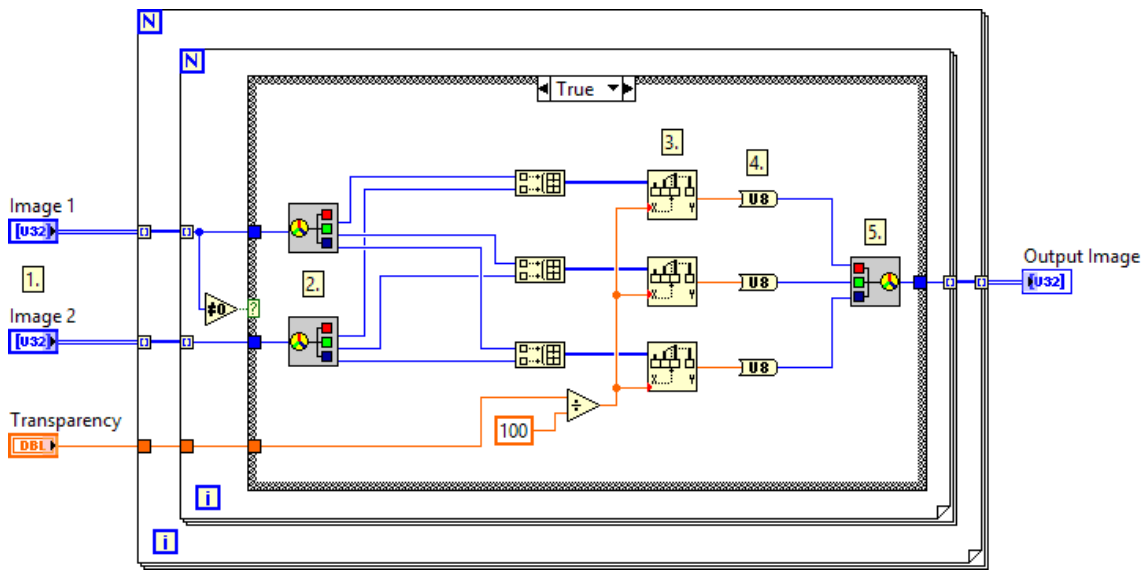 N
N
True
3.
4.
U8
Image 1
[U32]
5.
Output Image
[U32]
1.
2.
≠0
?
X
Y
U8
Image 2
[U32]
X
Y
U8
÷
Transparency
DBL
100
X
Y
i
i